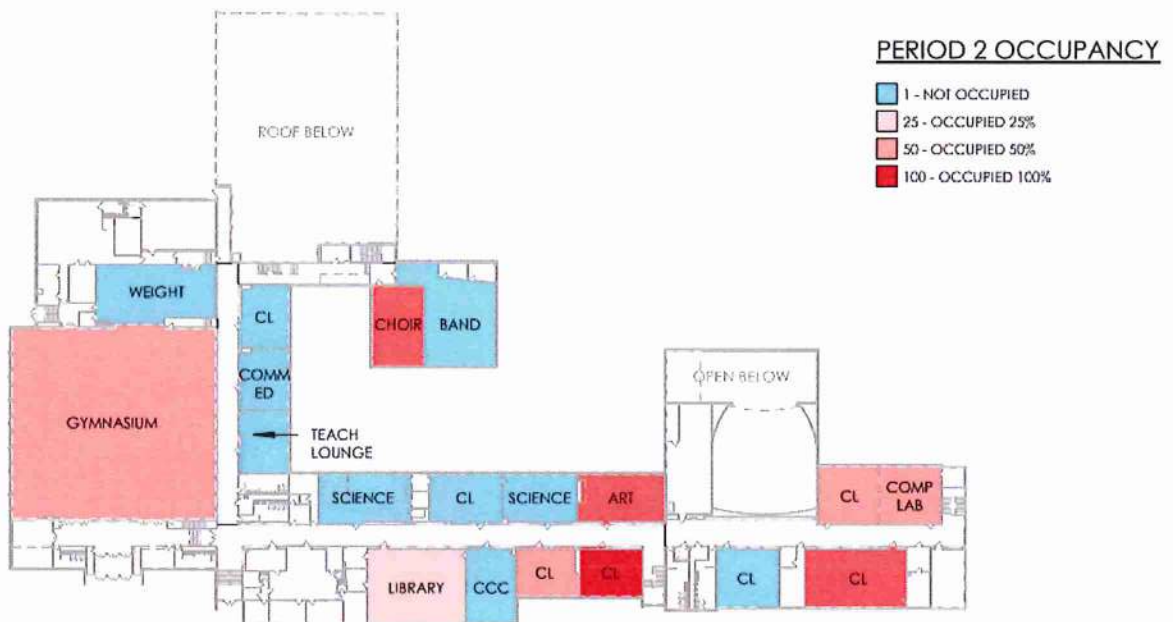 PERIOD 2 OCCUPANCY
1 - NOT OCCUPIED
25 - OCCUPIED 25%
50 - OCCUPIED 50%
100 - OCCUPIED 100%
ROOF BELOW
WEIGHT
CL
CHOIR
BAND
COMM
ED
OPEN BELOW
GYMNASIUM
TEACH
LOUNGE
SCIENCE
CL
SCIENCE
ART
CL
COMP
LAB
LIBRARY
CCC
CL
CL
CL
CL